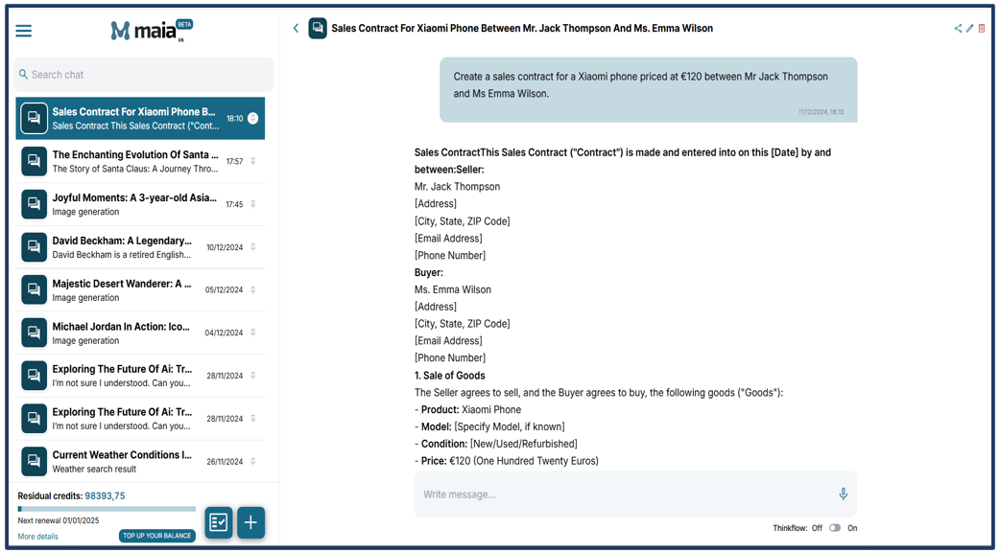 maia
BETA
V6
Search chat
Sales Contract For Xiaomi Phone B...
Sales Contract This Sales Contract ("Cont...
18:10
The Enchanting Evolution Of Santa ...
The Story of Santa Claus: A Journey Thro...
17:57
Joyful Moments: A 3-year-old Asia...
Image generation
17:45
David Beckham: A Legendary...
David Beckham is a retired English...
10/12/2024
Majestic Desert Wanderer: A ...
Image generation
05/12/2024
Michael Jordan In Action: Ico...
Image generation
04/12/2024
Exploring The Future Of Ai: Tr...
I'm not sure I understood. Can you...
28/11/2024
Exploring The Future Of Ai: Tr...
I'm not sure I understood. Can you...
28/11/2024
Current Weather Conditions I...
Weather search result
26/11/2024
Residual credits: 98393,75
Next renewal 01/01/2025
More details
TOP UP YOUR BALANCE
Sales Contract For Xiaomi Phone Between Mr. Jack Thompson And Ms. Emma Wilson
Create a sales contract for a Xiaomi phone priced at €120 between Mr Jack Thompson
and Ms Emma Wilson.
11/12/2024, 18:10
Sales ContractThis Sales Contract ("Contract") is made and entered into on this [Date] by and
between:Seller:
Mr. Jack Thompson
[Address]
[City, State, ZIP Code]
[Email Address]
[Phone Number]
Buyer:
Ms. Emma Wilson
[Address]
[City, State, ZIP Code]
[Email Address]
[Phone Number]
1. Sale of Goods
The Seller agrees to sell, and the Buyer agrees to buy, the following goods ("Goods"):
- Product: Xiaomi Phone
- Model: [Specify Model, if known]
- Condition: [New/Used/Refurbished]
- Price: €120 (One Hundred Twenty Euros)
Write message...
Thinkflow: Off On